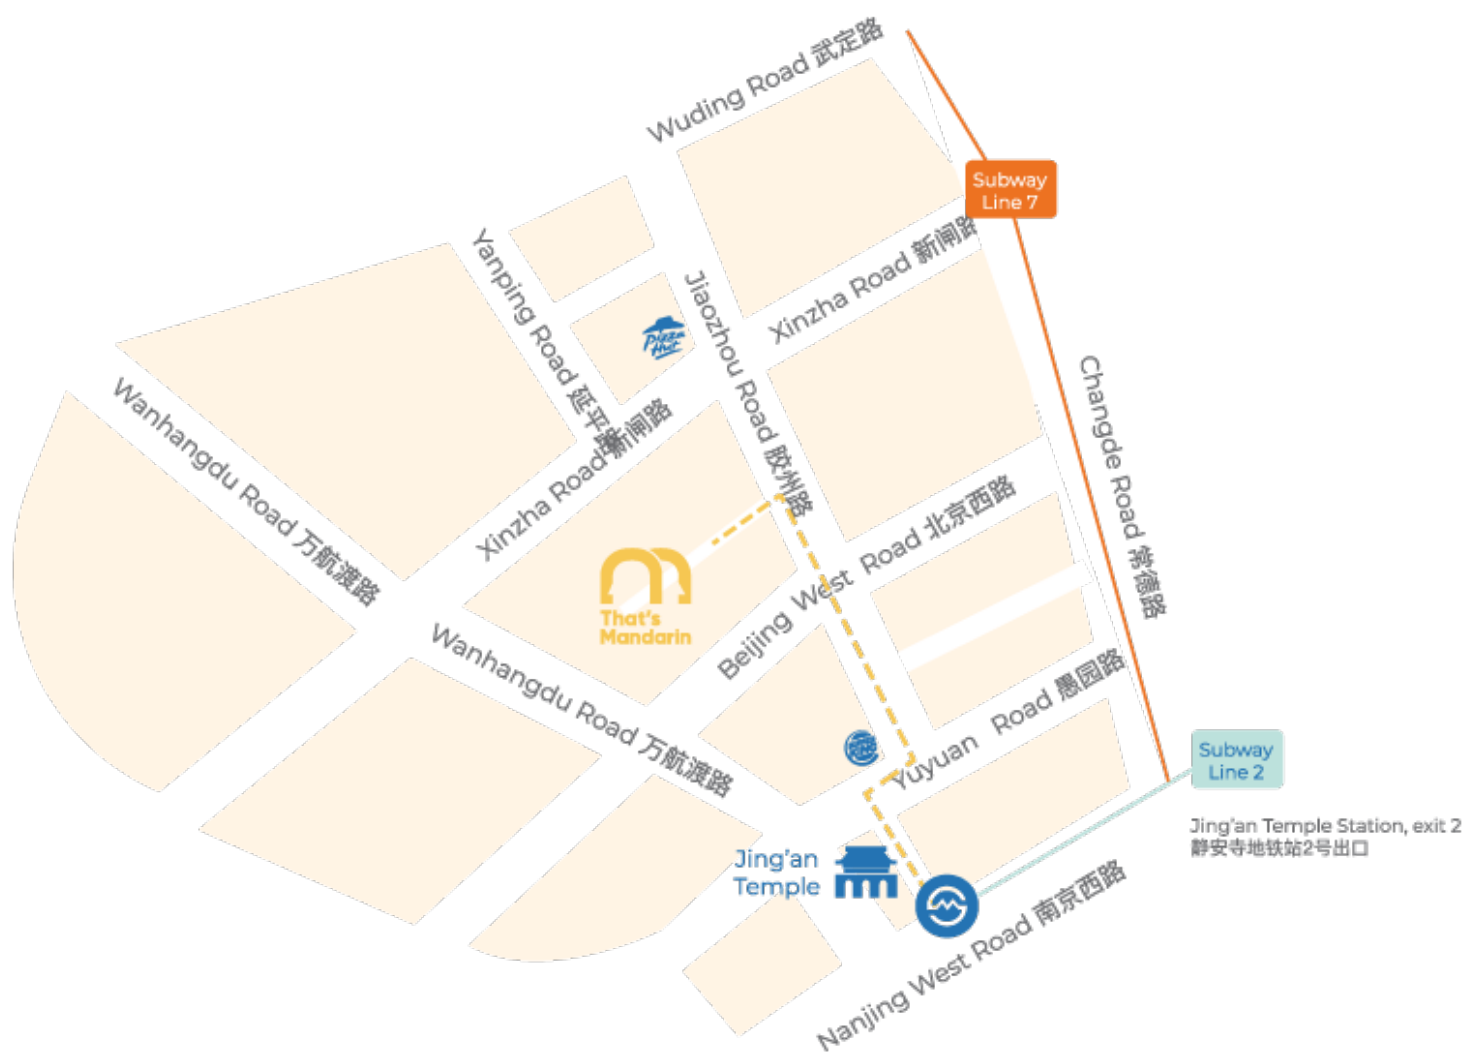 Wuding Road 武定路
Subway
Line 7
Xinzha Road 新闸路
Yanping Road 延平路
Jiaozhou Road 胶州路
Pizza
Hut
Changde Road 常德路
Wanhangdu Road 万航渡路
Xinzha Road 新闸路
Beijing West Road 北京西路
That's
Mandarin
Wanhangdu Road 万航渡路
Yuyuan Road 愚园路
Subway
Line 2
Jing'an Temple Station, exit 2
静安寺地铁站2号出口
Jing'an
Temple
Nanjing West Road 南京西路